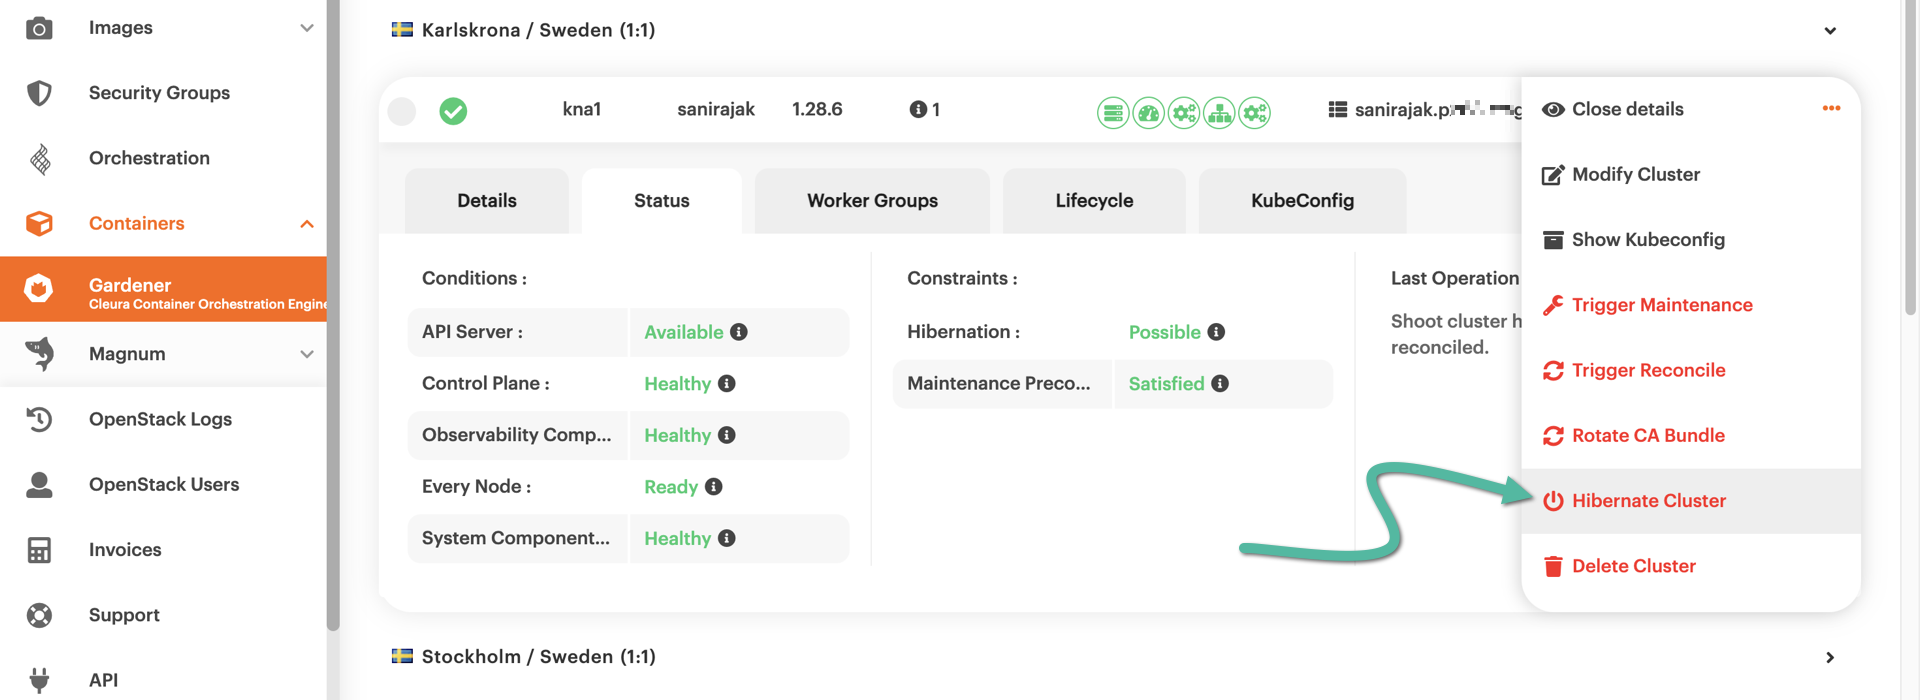 Images
Security Groups
Orchestration
Containers
Gardener
Cleura Container Orchestration Engine
Magnum
OpenStack Logs
OpenStack Users
Invoices
Support
API
Karlskrona / Sweden (1:1)
kna1 sanirajak 1.28.6 1 sanirajak.p
Details Status Worker Groups Lifecycle KubeConfig
Conditions :
API Server : Available
Control Plane : Healthy
Observability Comp... Healthy
Every Node : Ready
System Component... Healthy
Constraints :
Hibernation : Possible
Maintenance Preco... Satisfied
Last Operation
Shoot cluster h
reconciled.
Close details
Modify Cluster
Show Kubeconfig
Trigger Maintenance
Trigger Reconcile
Rotate CA Bundle
Hibernate Cluster
Delete Cluster
Stockholm / Sweden (1:1)